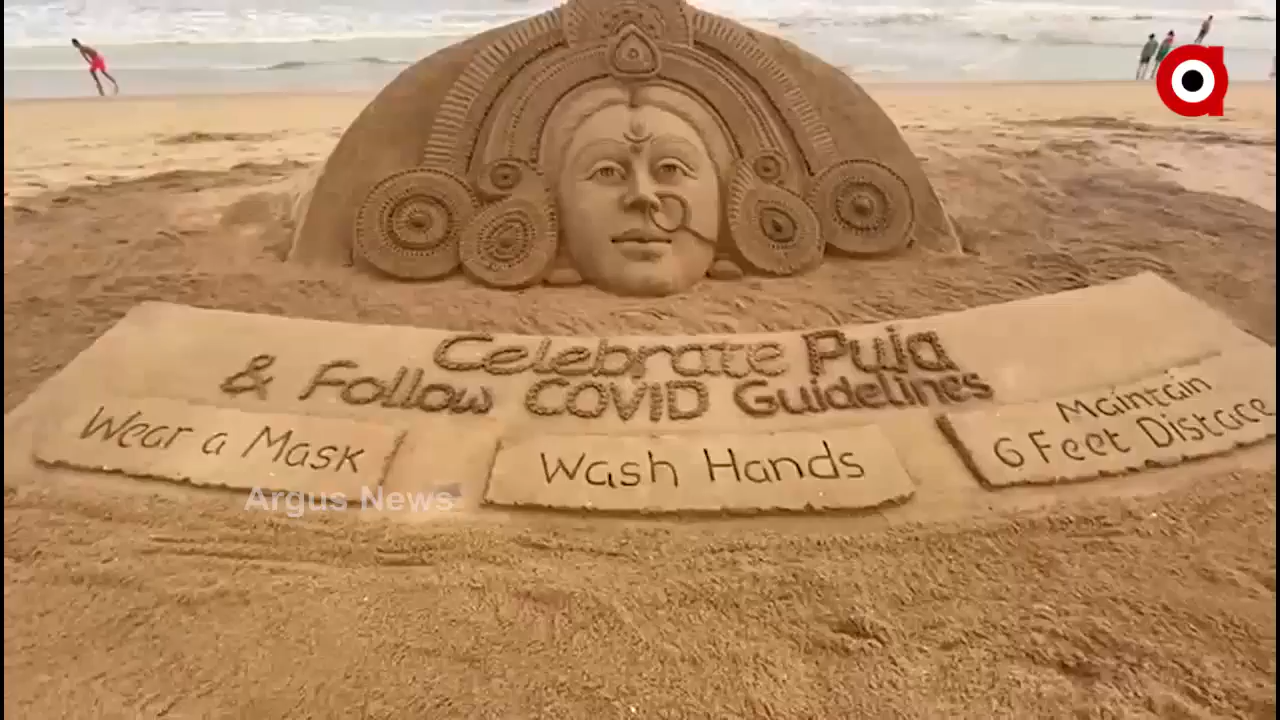 Celebrate Puja
& Follow COVID Guidelines
Wear a Mask
Wash Hands
Maintain
6 Feet Distace
Argus News